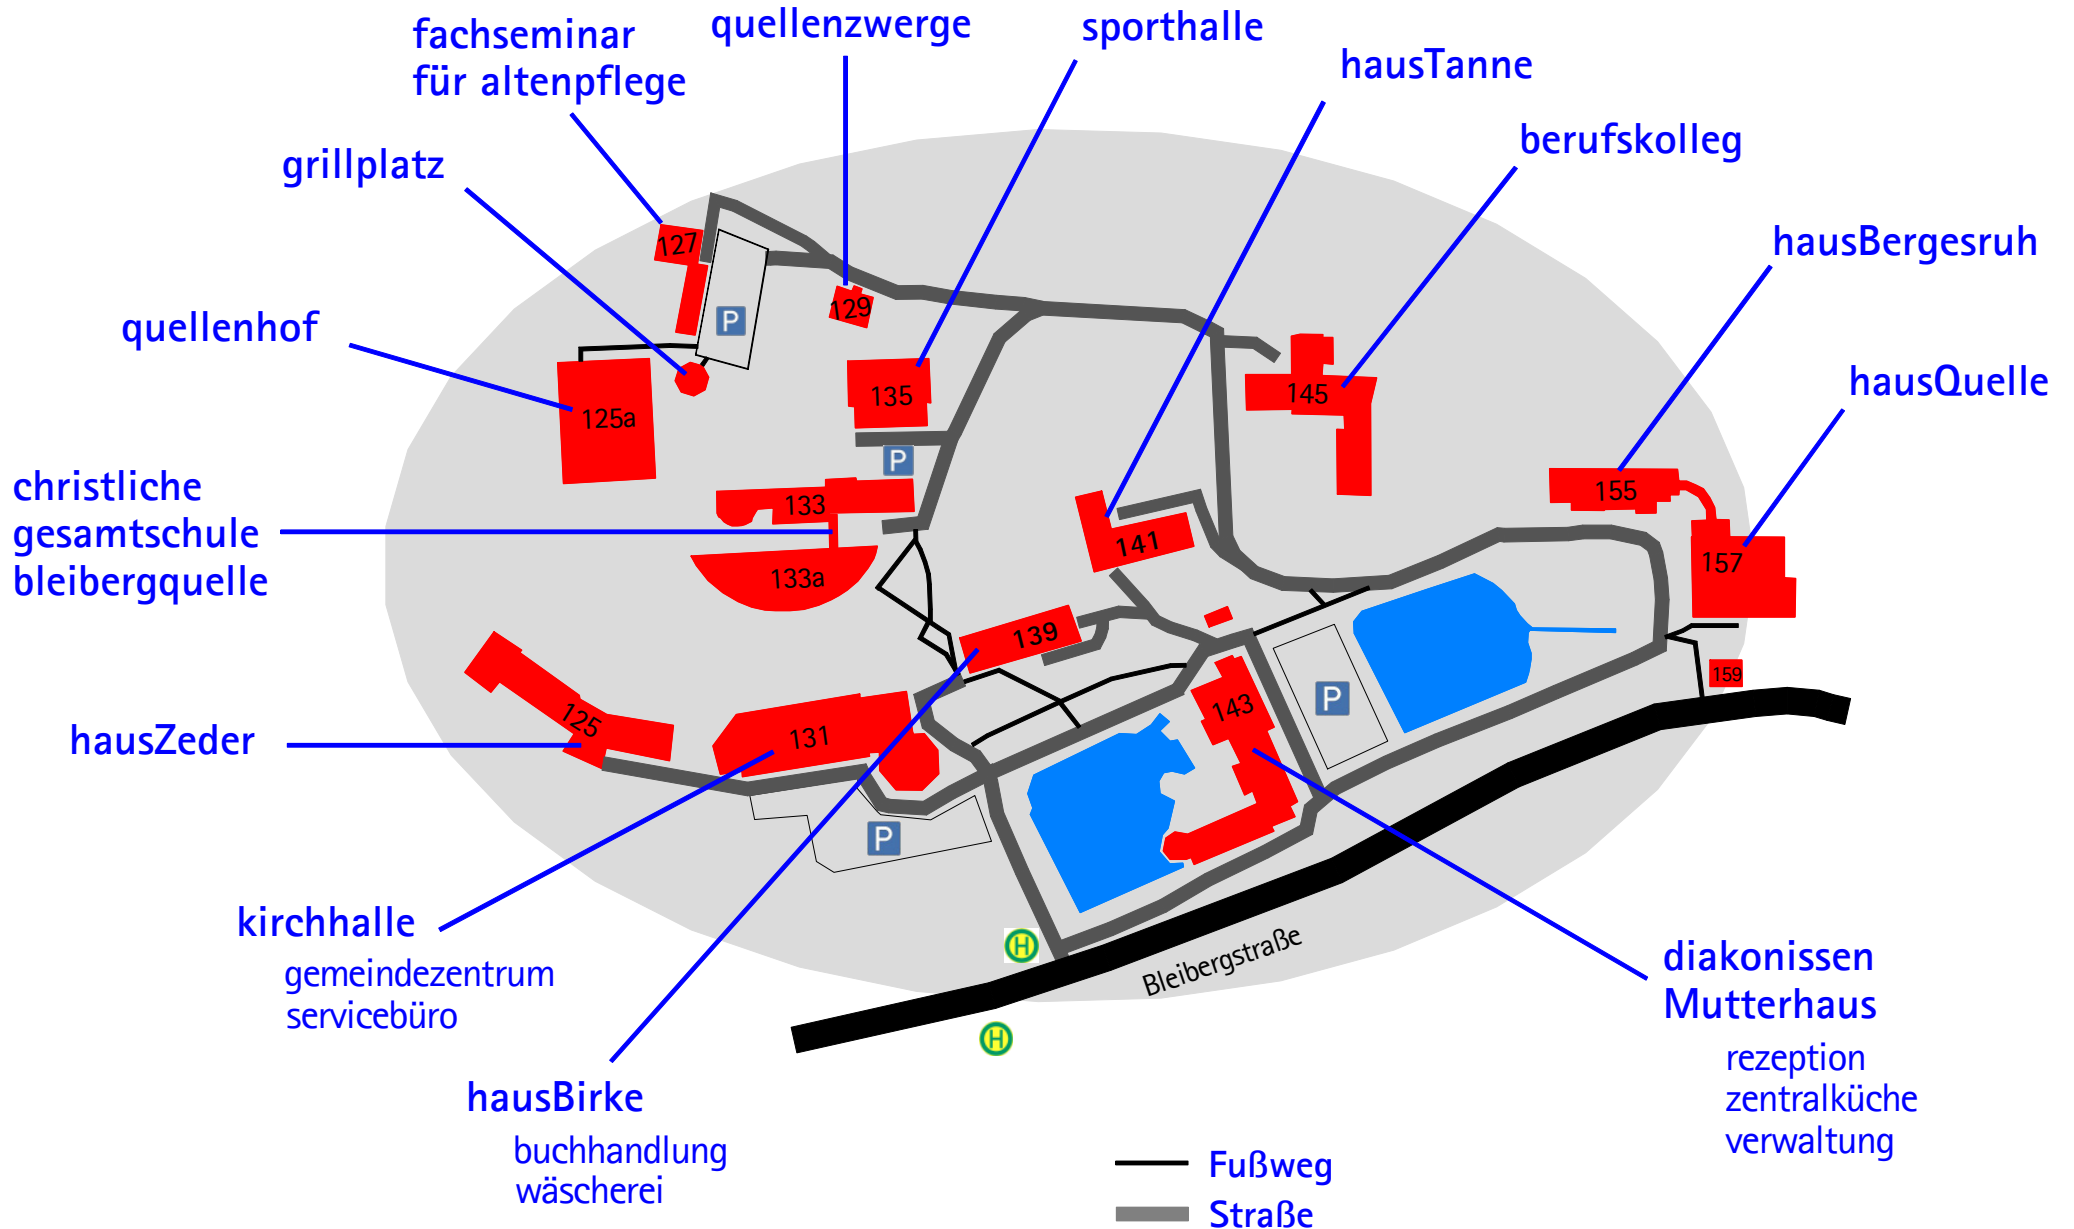 fachseminar
für altenpflege
quellenzwerge
sporthalle
hausTanne
berufskolleg
grillplatz
hausBergesruh
quellenhof
hausQuelle
christliche
gesamtschule
bleibergquelle
hausZeder
kirchhalle
gemeindezentrum
servicebüro
hausBirke
buchhandlung
wäscherei
diakonissen
Mutterhaus
rezeption
zentralküche
verwaltung
127
129
P
125a
135
P
145
133
133a
141
155
157
139
159
125
131
143
P
P
H
H
Bleibergstraße
Fußweg
Straße